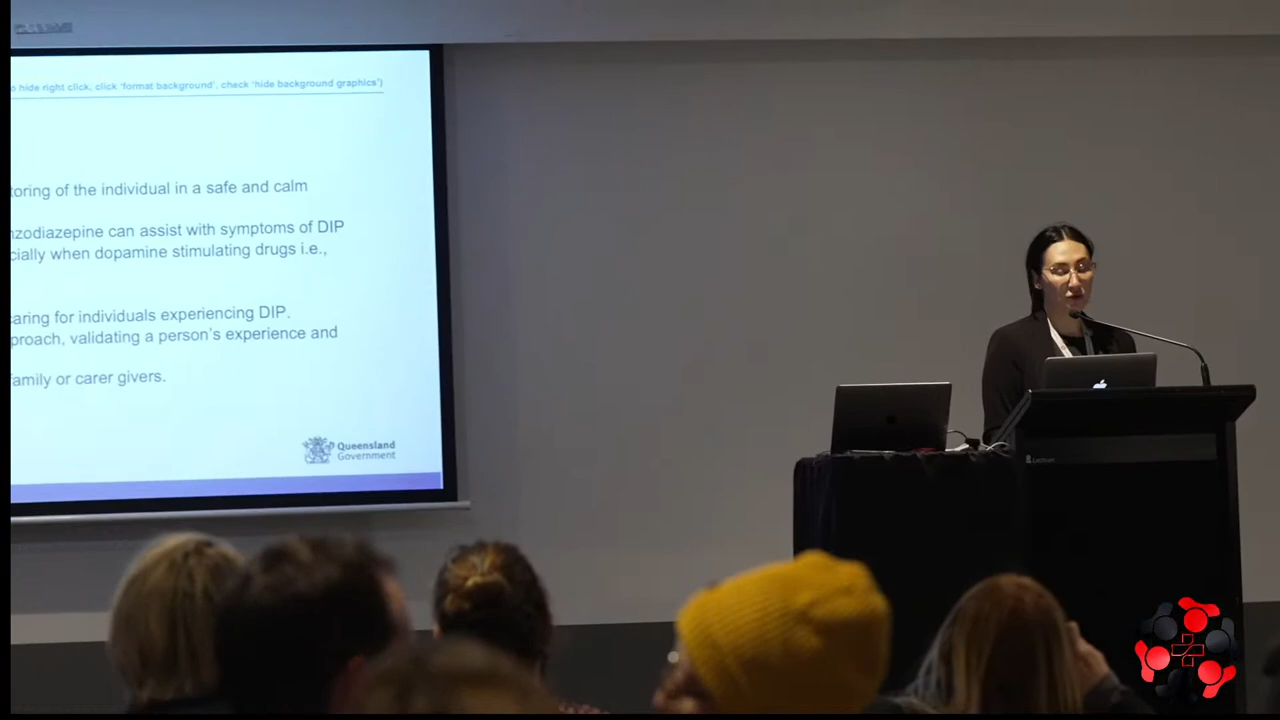 o hide right click, click 'format background', check 'hide background graphics')
toring of the individual in a safe and calm
nzodiazepine can assist with symptoms of DIP
cially when dopamine stimulating drugs i.e.,
aring for individuals experiencing DIP.
proach, validating a person's experience and
family or carer givers.
Queensland
Government
Lectrum